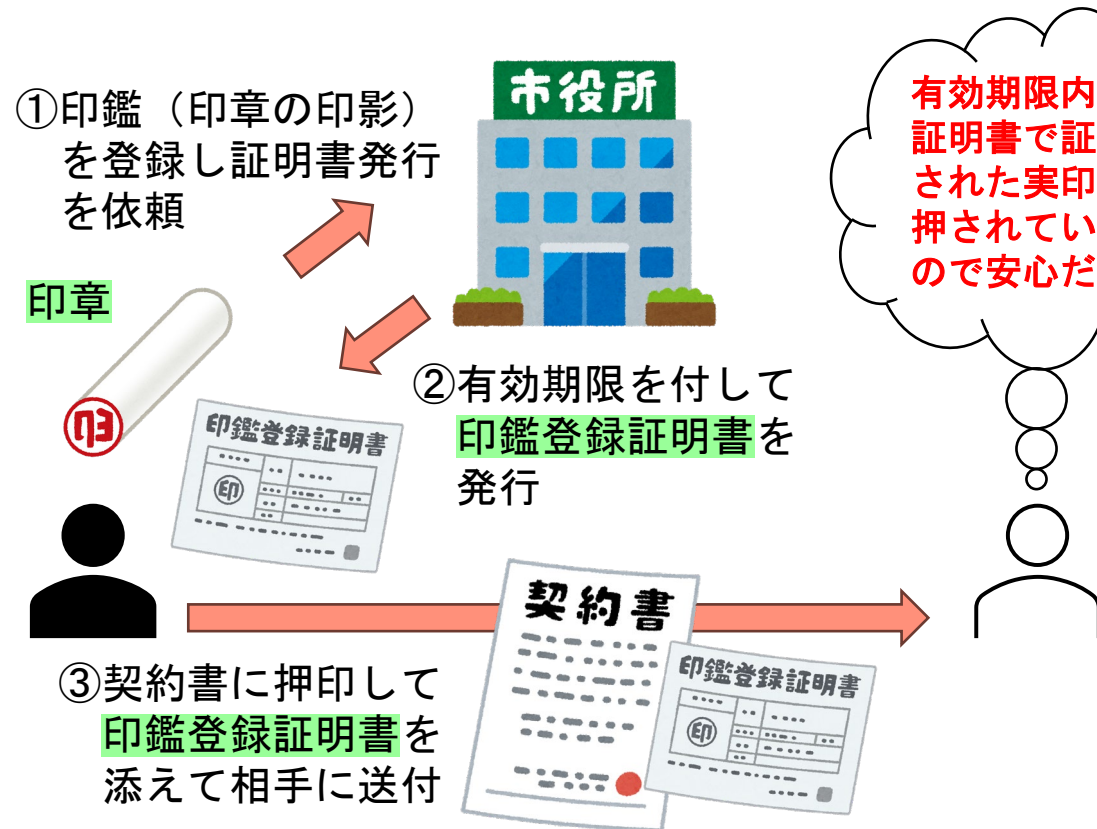 ①印鑑（印章の印影）
を登録し証明書発行
を依頼
市役所
有効期限内
証明書で証
された実印
押されてい
ので安心だ
印章
印
②有効期限を付して
印鑑登録証明書を
発行
印鑑登録証明書
印
契約書
印鑑登録証明書
印
③契約書に押印して
印鑑登録証明書を
添えて相手に送付